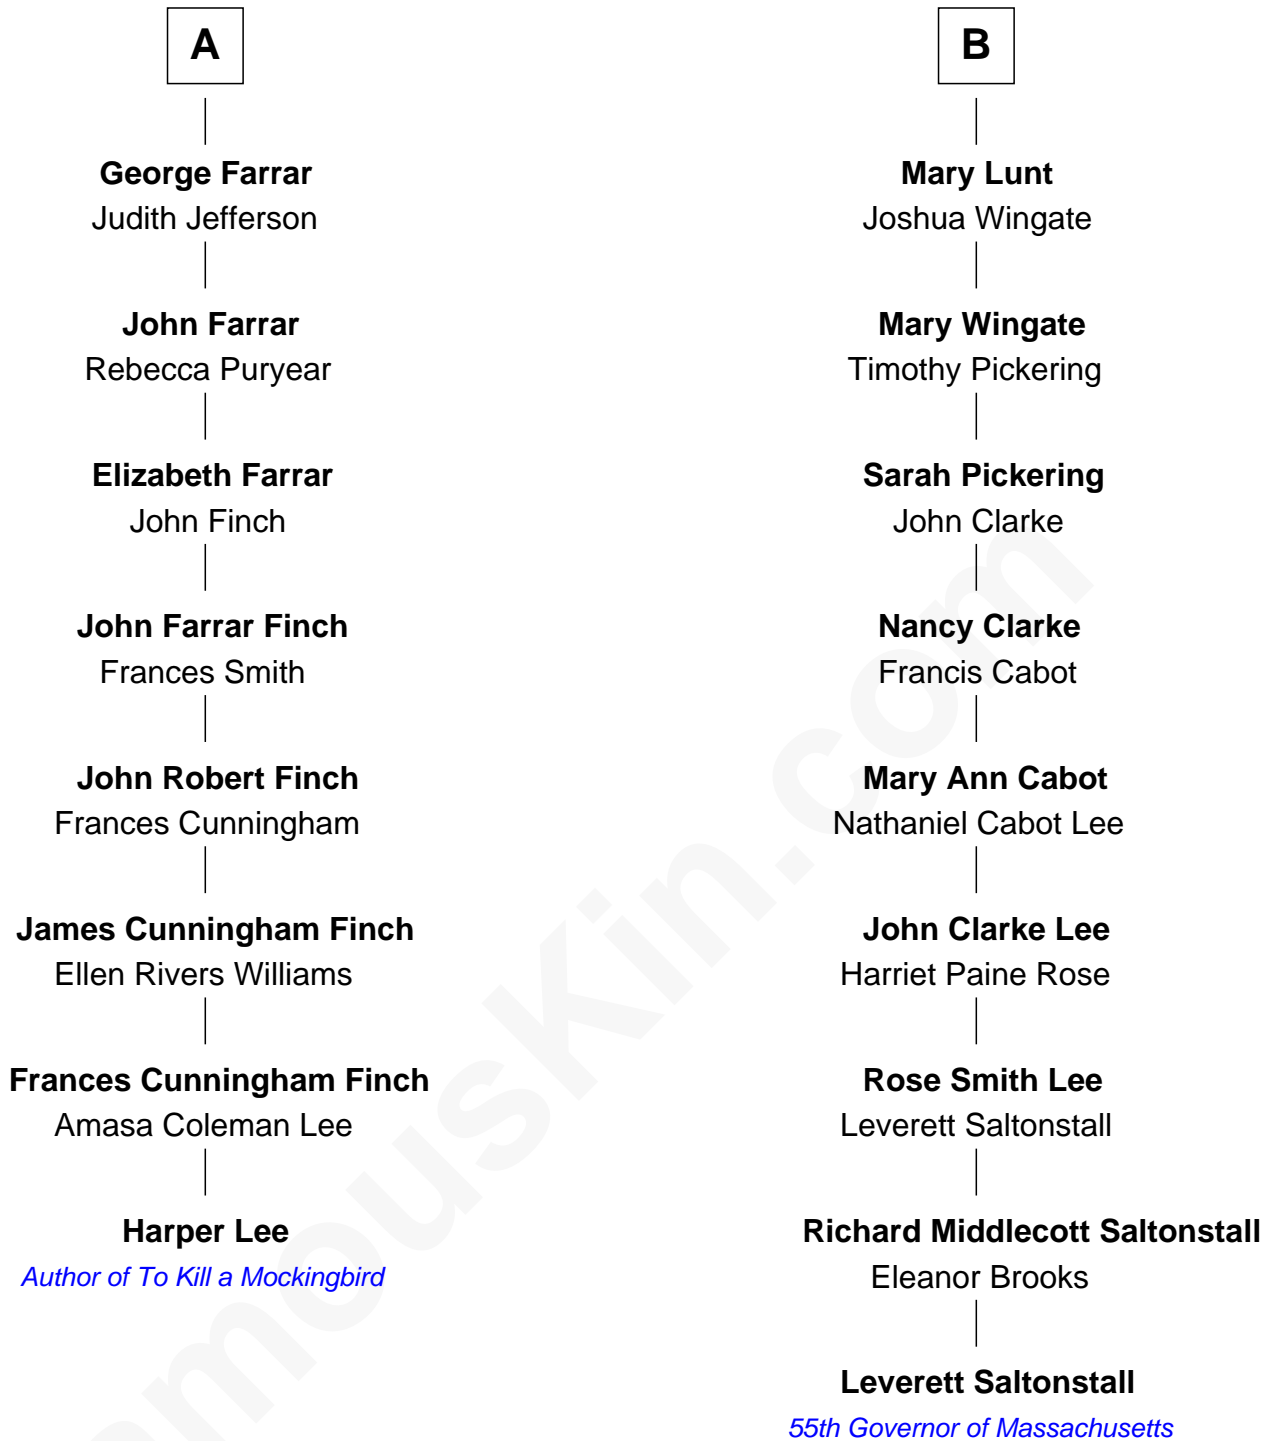 A
George Farrar
Judith Jefferson
John Farrar
Rebecca Puryear
Elizabeth Farrar
John Finch
John Farrar Finch
Frances Smith
John Robert Finch
Frances Cunningham
James Cunningham Finch
Ellen Rivers Williams
Frances Cunningham Finch
Amasa Coleman Lee
Harper Lee
Author of To Kill a Mockingbird
B
Mary Lunt
Joshua Wingate
Mary Wingate
Timothy Pickering
Sarah Pickering
John Clarke
Nancy Clarke
Francis Cabot
Mary Ann Cabot
Nathaniel Cabot Lee
John Clarke Lee
Harriet Paine Rose
Rose Smith Lee
Leverett Saltonstall
Richard Middlecott Saltonstall
Eleanor Brooks
Leverett Saltonstall
55th Governor of Massachusetts
amousKin.com